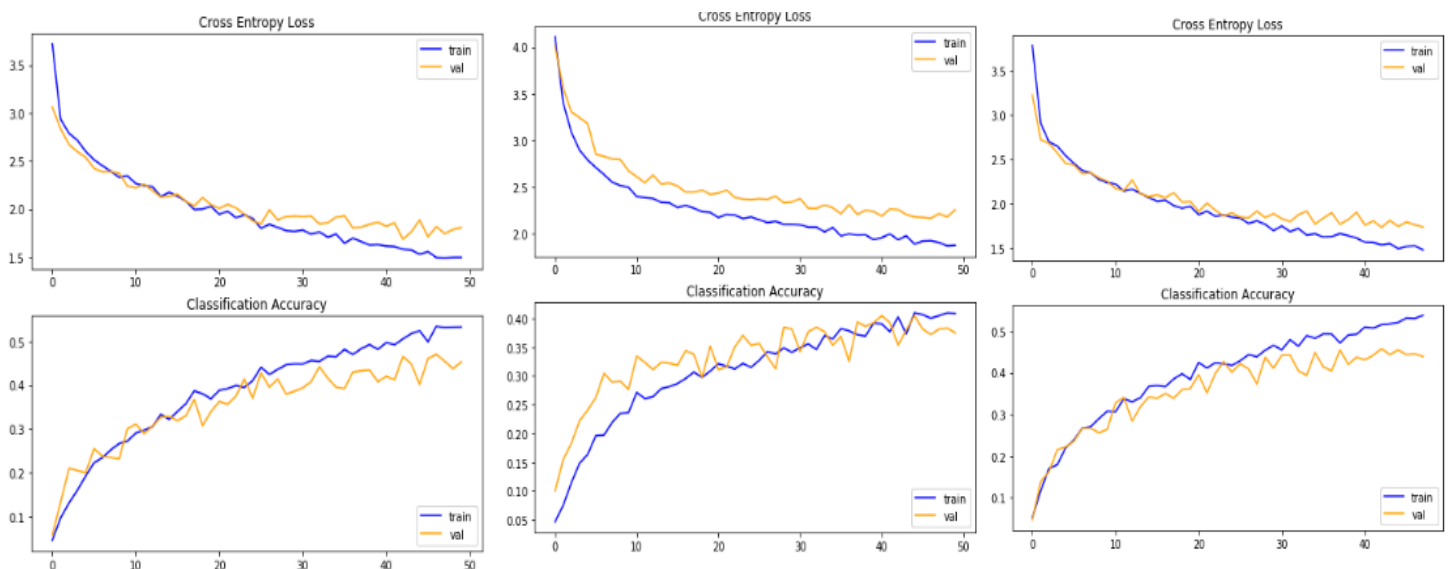 Cross Entropy Loss
3.5
3.0
2.5
2.0
1.5
train
val
0 10 20 30 40 50
Classification Accuracy
0.5
0.4
0.3
0.2
0.1
train
val
0 10 20 30 40 50
Cross Entropy Loss
4.0
3.5
3.0
2.5
2.0
train
val
0 10 20 30 40 50
Classification Accuracy
0.40
0.35
0.30
0.25
0.20
0.15
0.10
0.05
train
val
0 10 20 30 40 50
Cross Entropy Loss
3.5
3.0
2.5
2.0
1.5
train
val
0 10 20 30 40
Classification Accuracy
0.5
0.4
0.3
0.2
0.1
0.0
train
val
0 10 20 30 40